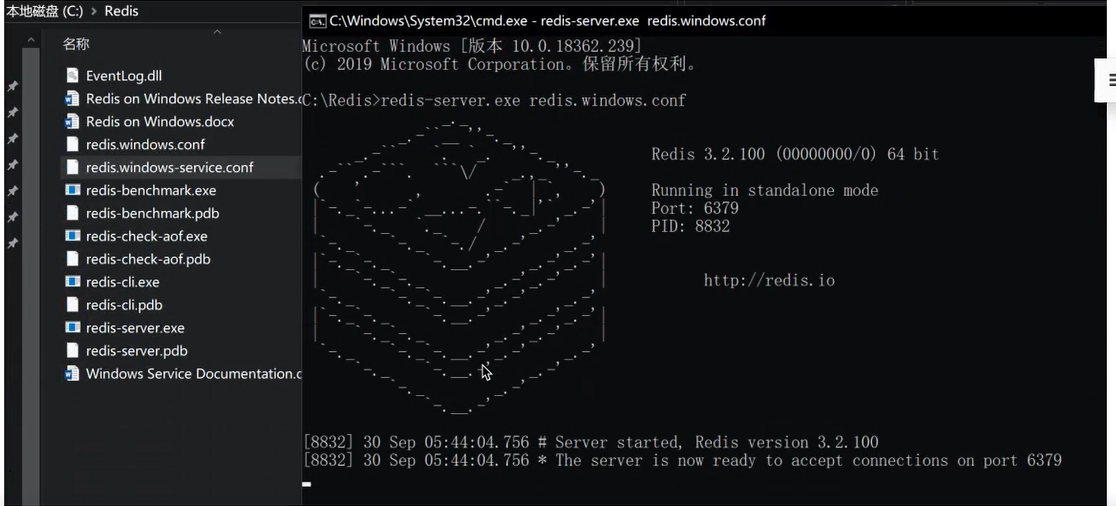 本地磁盘 (C:) > Redis
名称
EventLog.dll
Redis on Windows Release Notes.
Redis on Windows.docx
redis.windows.conf
redis.windows-service.conf
redis-benchmark.exe
redis-benchmark.pdb
redis-check-aof.exe
redis-check-aof.pdb
redis-cli.exe
redis-cli.pdb
redis-server.exe
redis-server.pdb
Windows Service Documentation.
C:\Windows\System32\cmd.exe - redis-server.exe  redis.windows.conf
Microsoft Windows [版本 10.0.18362.239]
(c) 2019 Microsoft Corporation。保留所有权利。
C:\Redis>redis-server.exe redis.windows.conf
Redis 3.2.100 (00000000/0) 64 bit
Running in standalone mode
Port: 6379
PID: 8832
http://redis.io
[8832] 30 Sep 05:44:04.756 # Server started, Redis version 3.2.100
[8832] 30 Sep 05:44:04.756 * The server is now ready to accept connections on port 6379